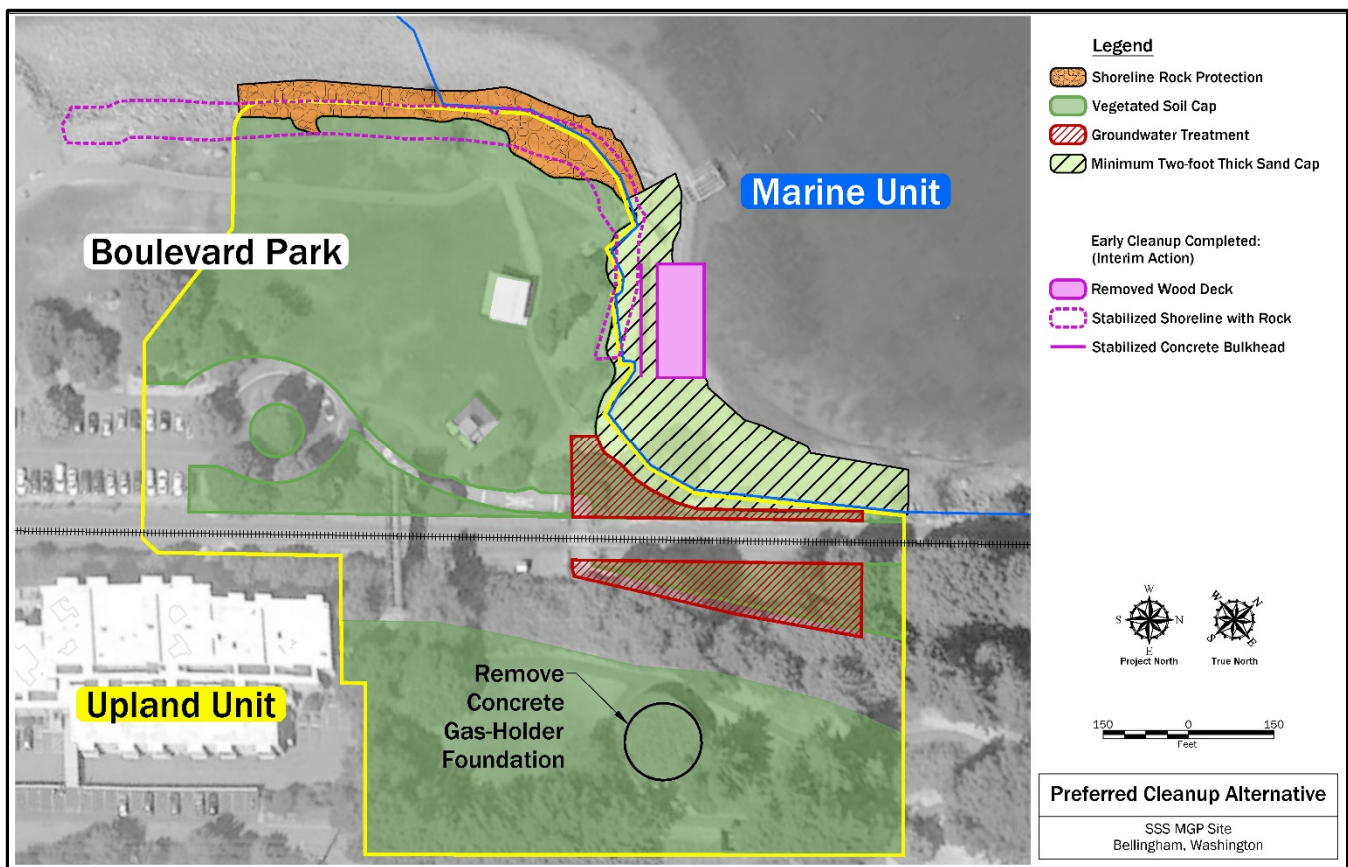 Marine Unit
Boulevard Park
Upland Unit
Remove
Concrete
Gas-Holder
Foundation
Legend
Shoreline Rock Protection
Vegetated Soil Cap
Groundwater Treatment
Minimum Two-foot Thick Sand Cap
Early Cleanup Completed:
(Interim Action)
Removed Wood Deck
Stabilized Shoreline with Rock
Stabilized Concrete Bulkhead
W
S
N
E
Project North
W
N
S
E
True North
150
0
150
Feet
Preferred Cleanup Alternative
SSS MGP Site
Bellingham, Washington